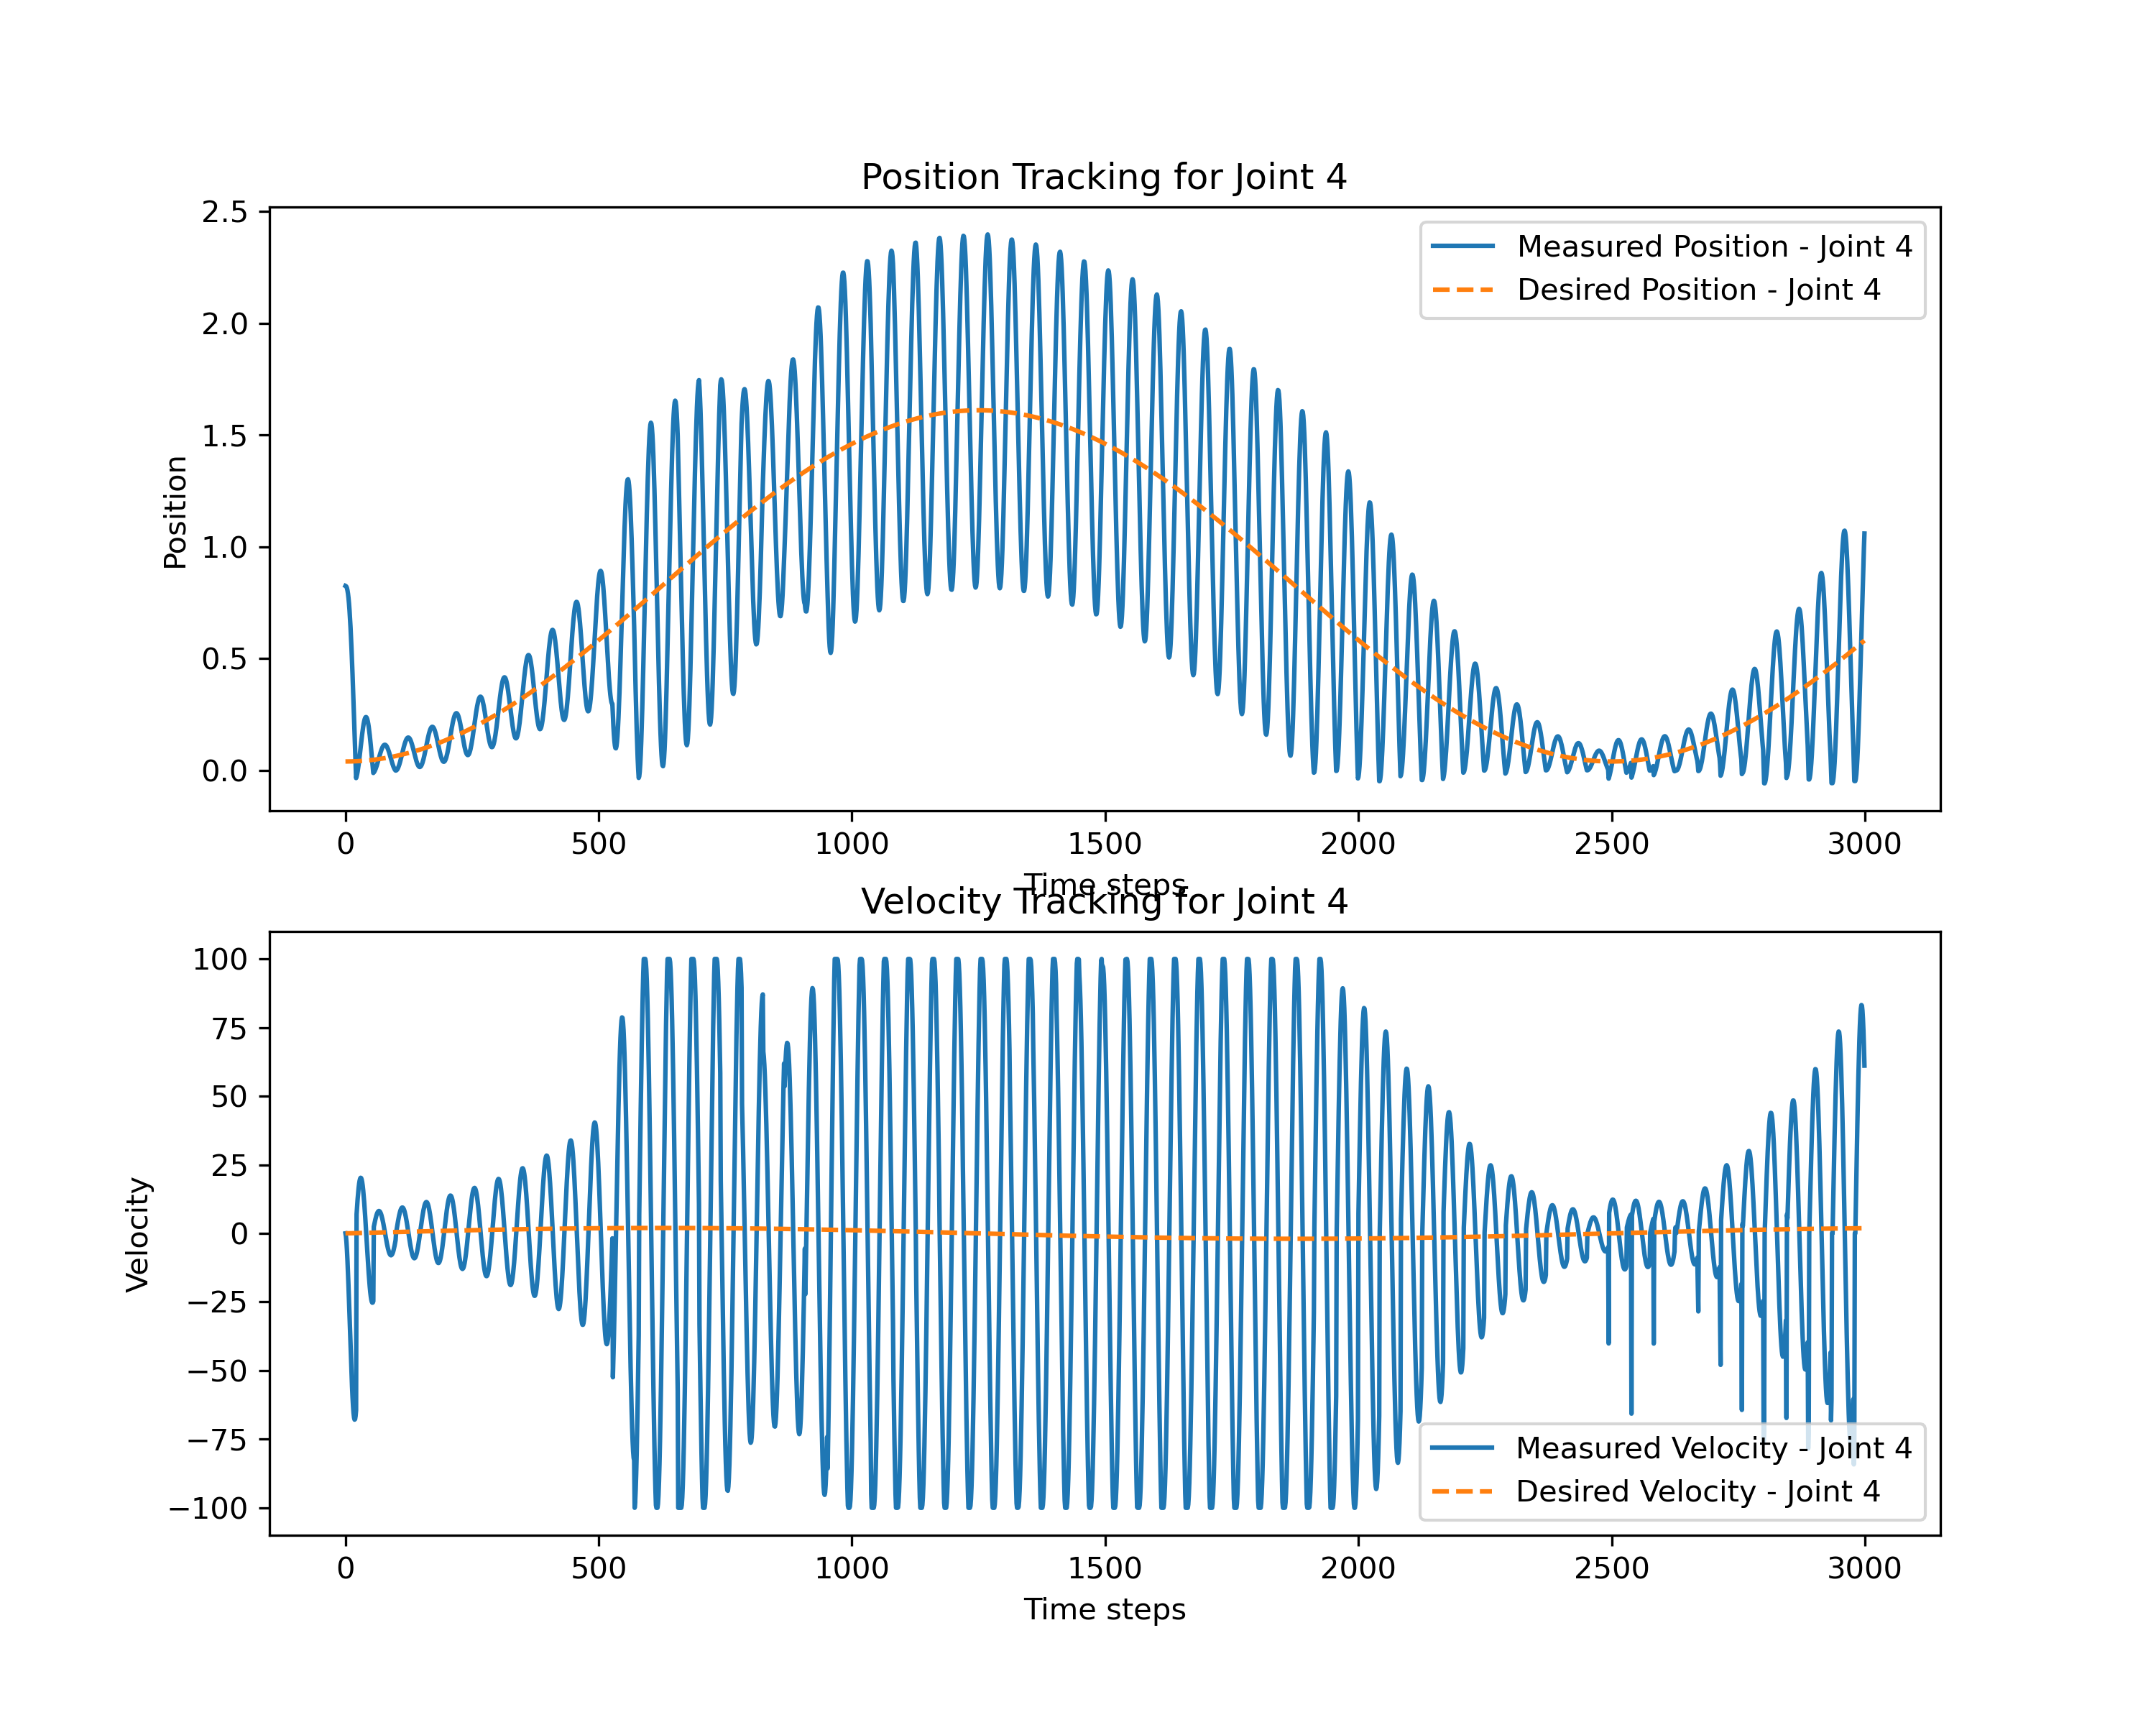 Position Tracking for Joint 4
2.5
2.0
1.5
1.0
0.5
0.0
Position
Measured Position - Joint 4
Desired Position - Joint 4
0 500 1000 1500 2000 2500 3000
Time steps
Velocity Tracking for Joint 4
100
75
50
25
0
−25
−50
−75
−100
Velocity
Measured Velocity - Joint 4
Desired Velocity - Joint 4
0 500 1000 1500 2000 2500 3000
Time steps